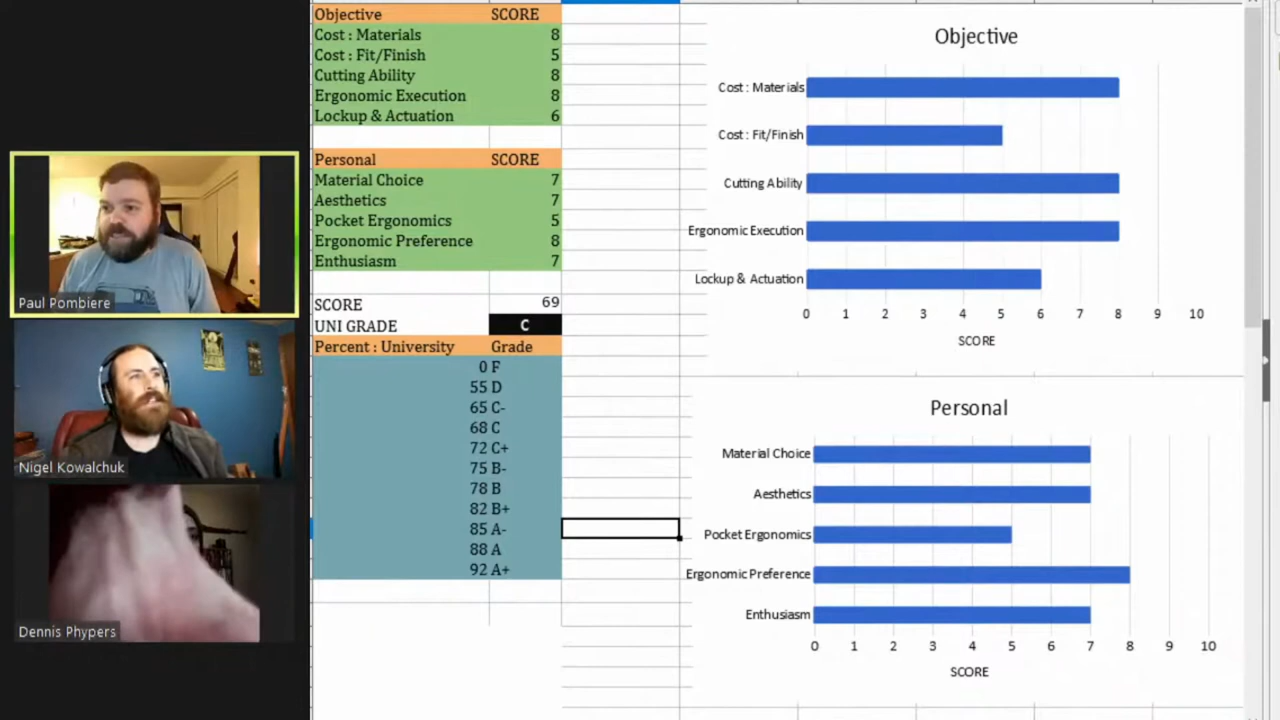 Objective SCORE
Cost : Materials 8
Cost : Fit/Finish 5
Cutting Ability 8
Ergonomic Execution 8
Lockup & Actuation 6
Personal SCORE
Material Choice 7
Aesthetics 7
Pocket Ergonomics 5
Ergonomic Preference 8
Enthusiasm 7
SCORE 69
UNI GRADE C
Percent : University Grade
0 F
55 D
65 C-
68 C
72 C+
75 B-
78 B
82 B+
85 A-
88 A
92 A+
Objective
Cost : Materials
Cost : Fit/Finish
Cutting Ability
Ergonomic Execution
Lockup & Actuation
0 1 2 3 4 5 6 7 8 9 10
SCORE
Personal
Material Choice
Aesthetics
Pocket Ergonomics
Ergonomic Preference
Enthusiasm
0 1 2 3 4 5 6 7 8 9 10
SCORE
Paul Pombiere
Nigel Kowalchuk
Dennis Phypers